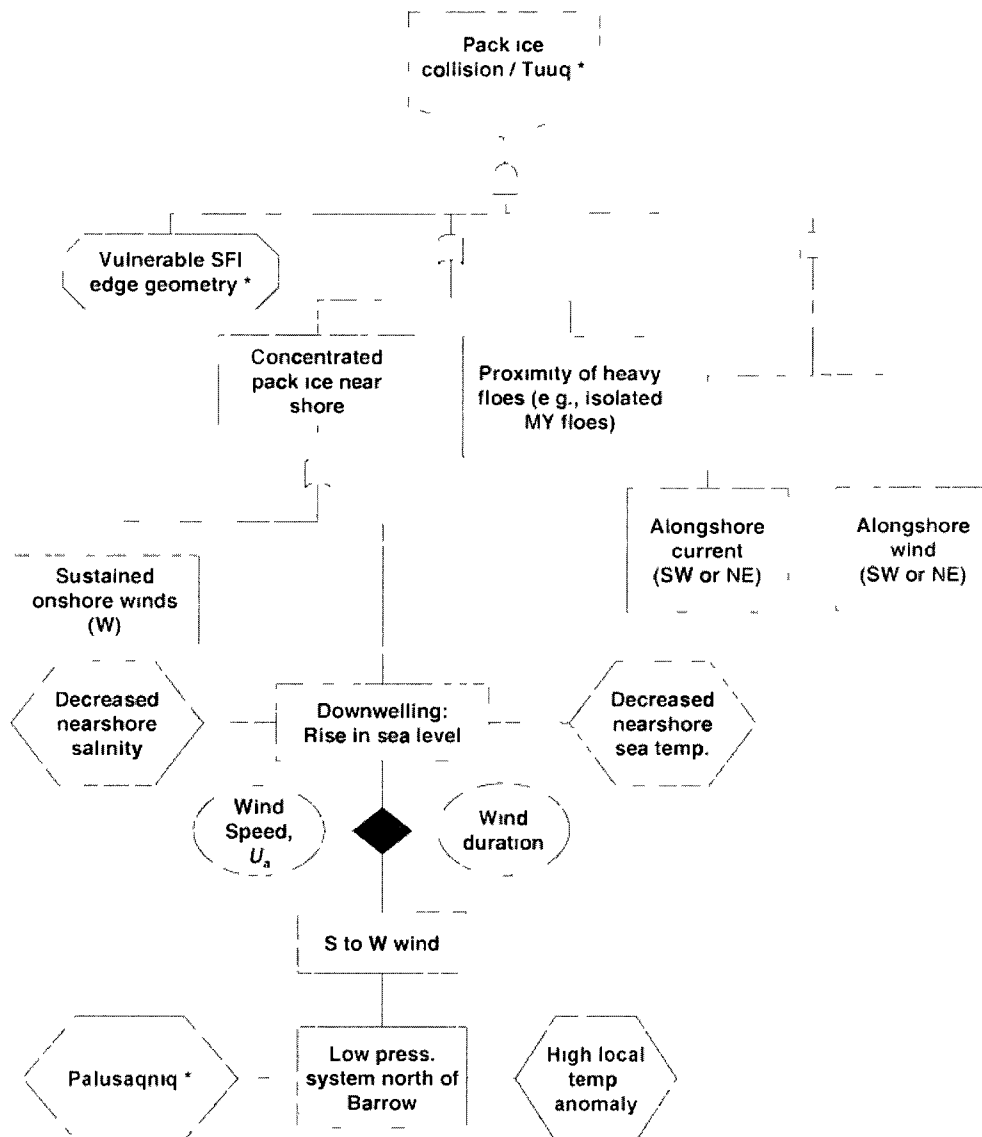 Pack ice
collision / Tuuq *
Vulnerable SFI
edge geometry *
Concentrated
pack ice near
shore
Proximity of heavy
floes (e g., isolated
MY floes)
Alongshore
current
(SW or NE)
Alongshore
wind
(SW or NE)
Sustained
onshore winds
(W)
Decreased
nearshore
salinity
Downwelling:
Rise in sea level
Decreased
nearshore
sea temp.
Wind
Speed,
Ua
Wind
duration
S to W wind
Palusaqniq *
Low press.
system north of
Barrow
High local
temp
anomaly